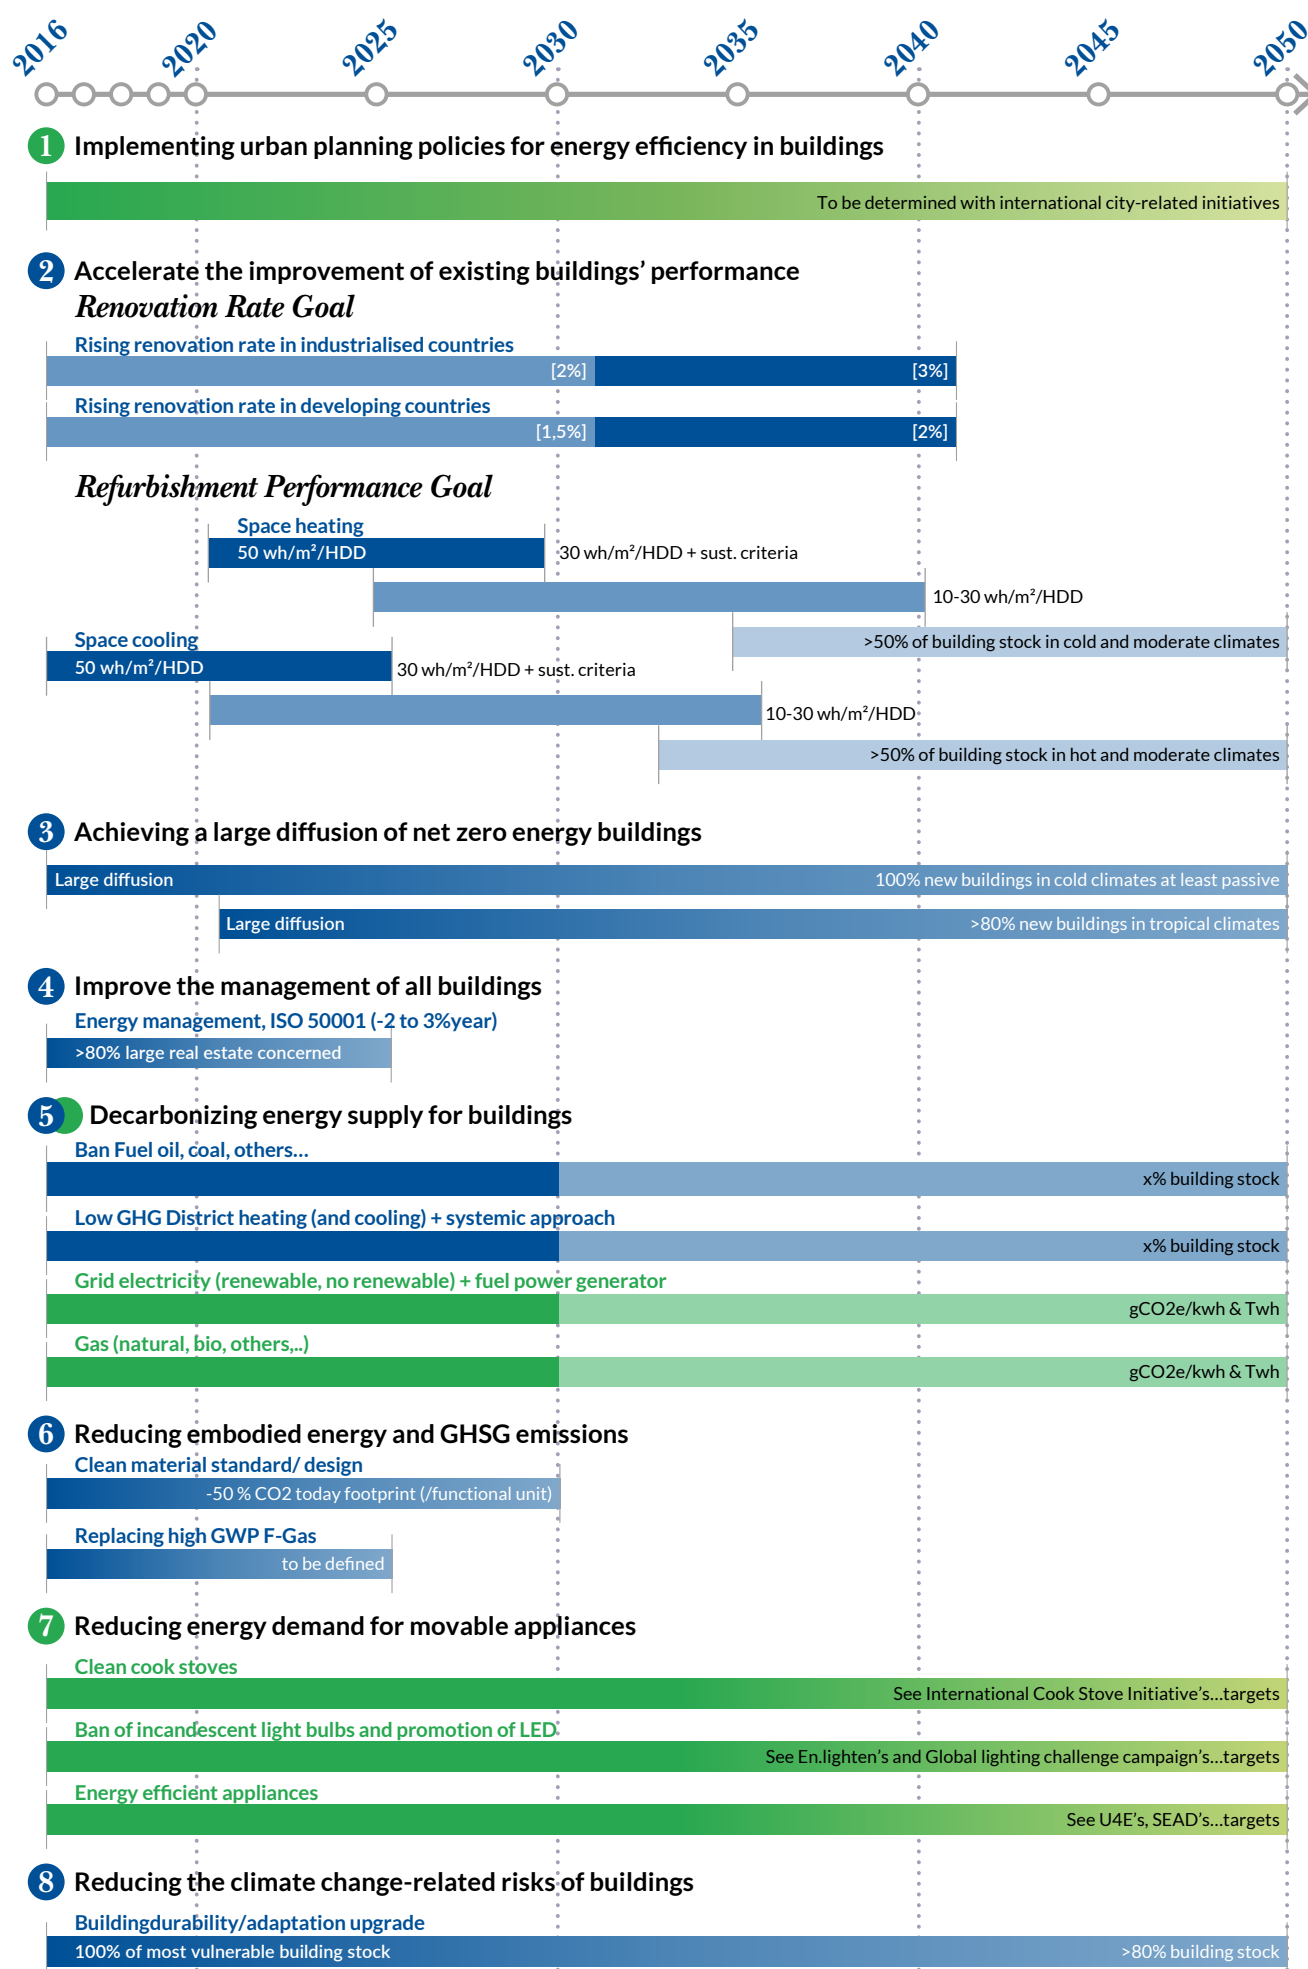 2016 2020 2025 2030 2035 2040 2045 2050
1 Implementing urban planning policies for energy efficiency in buildings
To be determined with international city-related initiatives
2 Accelerate the improvement of existing buildings’ performance
Renovation Rate Goal
Rising renovation rate in industrialised countries
[2%] [3%]
Rising renovation rate in developing countries
[1,5%] [2%]
Refurbishment Performance Goal
Space heating
50 wh/m²/HDD 30 wh/m²/HDD + sust. criteria
10-30 wh/m²/HDD
>50% of building stock in cold and moderate climates
Space cooling
50 wh/m²/HDD 30 wh/m²/HDD + sust. criteria
10-30 wh/m²/HDD
>50% of building stock in hot and moderate climates
3 Achieving a large diffusion of net zero energy buildings
Large diffusion 100% new buildings in cold climates at least passive
Large diffusion >80% new buildings in tropical climates
4 Improve the management of all buildings
Energy management, ISO 50001 (-2 to 3%year)
>80% large real estate concerned
5 Decarbonizing energy supply for buildings
Ban Fuel oil, coal, others...
x% building stock
Low GHG District heating (and cooling) + systemic approach
x% building stock
Grid electricity (renewable, no renewable) + fuel power generator
gCO2e/kwh & Twh
Gas (natural, bio, others,..)
gCO2e/kwh & Twh
6 Reducing embodied energy and GHSG emissions
Clean material standard/ design
-50 % CO2 today footprint (/functional unit)
Replacing high GWP F-Gas
to be defined
7 Reducing energy demand for movable appliances
Clean cook stoves
See International Cook Stove Initiative’s...targets
Ban of incandescent light bulbs and promotion of LED
See En.lighten’s and Global lighting challenge campaign’s...targets
Energy efficient appliances
See U4E’s, SEAD’s...targets
8 Reducing the climate change-related risks of buildings
Buildingdurability/adaptation upgrade
100% of most vulnerable building stock >80% building stock